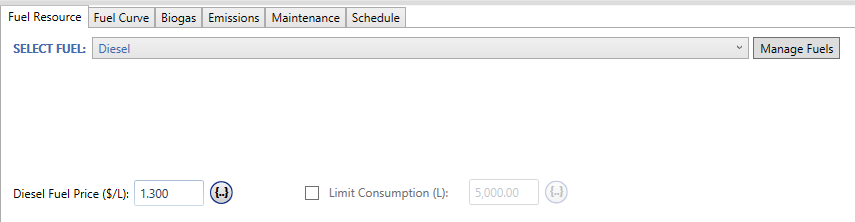 Fuel Resource Fuel Curve Biogas Emissions Maintenance Schedule
SELECT FUEL: Diesel Manage Fuels
Diesel Fuel Price ($/L): 1.300 {..} Limit Consumption (L): 5,000.00 {..}